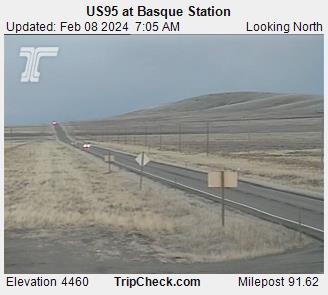 US95 at Basque Station
Updated: Feb 08 2024  7:05 AM Looking North
Elevation 4460 TripCheck.com Milepost 91.62